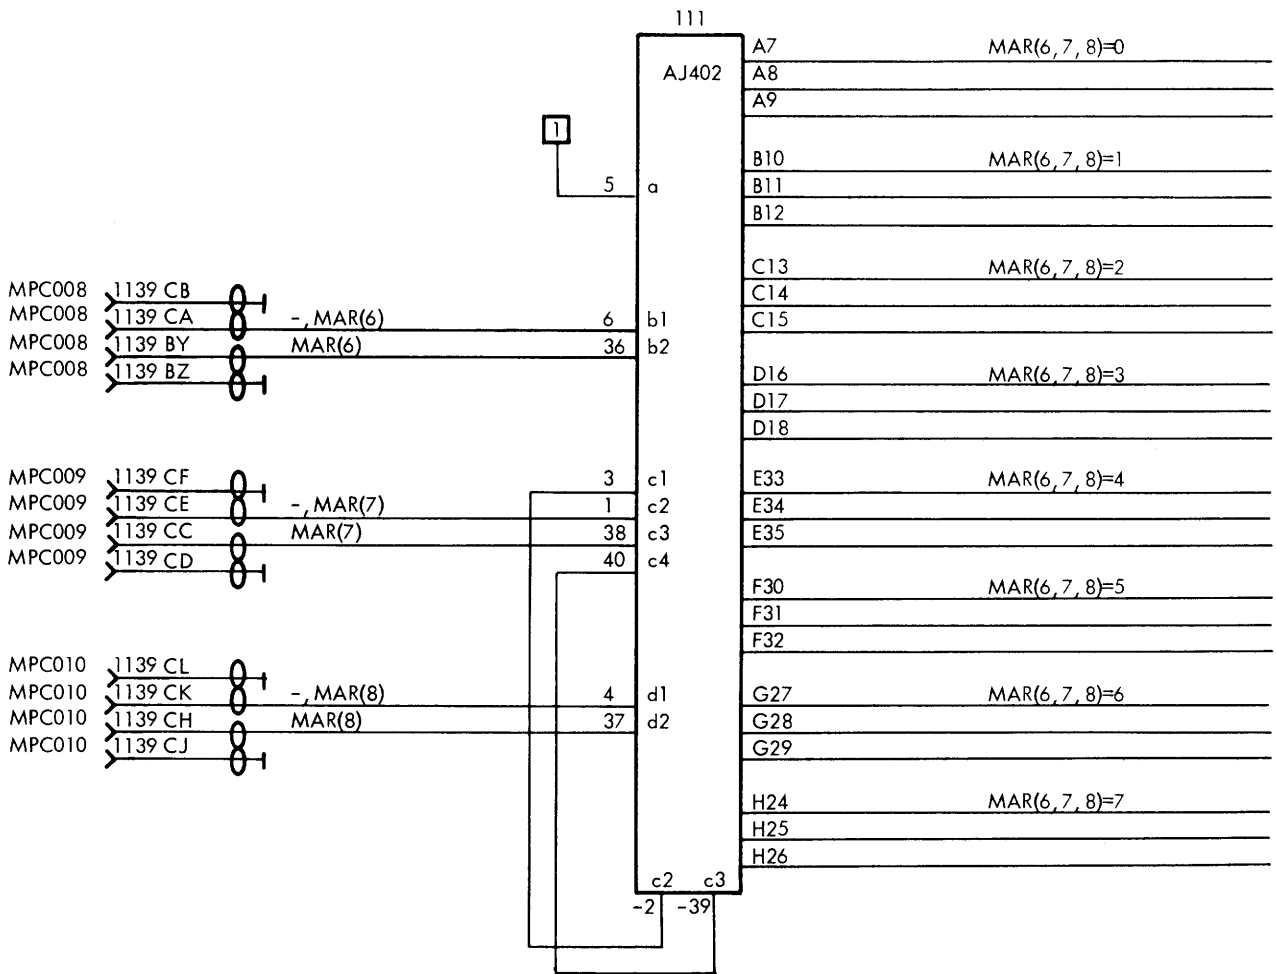 111
AJ402
1
5 a
MPC008 1139 CB
MPC008 1139 CA -, MAR(6) 6 b1
MPC008 1139 BY MAR(6) 36 b2
MPC008 1139 BZ
MPC009 1139 CF 3 c1
MPC009 1139 CE -, MAR(7) 1 c2
MPC009 1139 CC MAR(7) 38 c3
MPC009 1139 CD 40 c4
MPC010 1139 CL
MPC010 1139 CK -, MAR(8) 4 d1
MPC010 1139 CH MAR(8) 37 d2
MPC010 1139 CJ
c2 c3
-2 -39
A7 MAR(6,7,8)=0
A8
A9
B10 MAR(6,7,8)=1
B11
B12
C13 MAR(6,7,8)=2
C14
C15
D16 MAR(6,7,8)=3
D17
D18
E33 MAR(6,7,8)=4
E34
E35
F30 MAR(6,7,8)=5
F31
F32
G27 MAR(6,7,8)=6
G28
G29
H24 MAR(6,7,8)=7
H25
H26